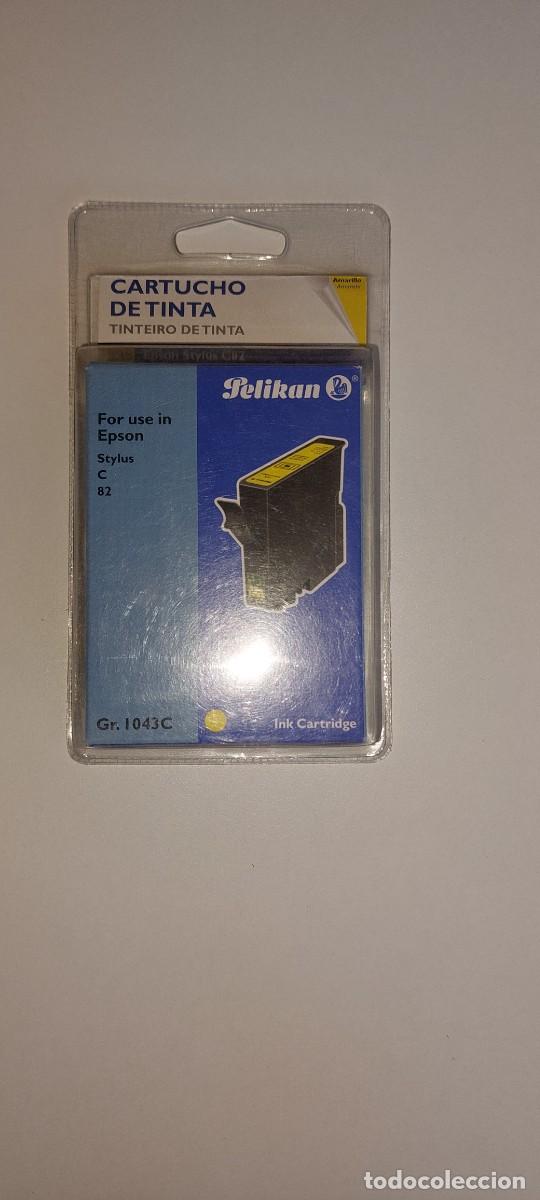 CARTUCHO
DE TINTA
TINTEIRO DE TINTA
Amarillo
Amarelo
Epson Stylus C82
Pelikan
For use in
Epson
Stylus
C
82
Gr. 1043C
Ink Cartridge
todocoleccion